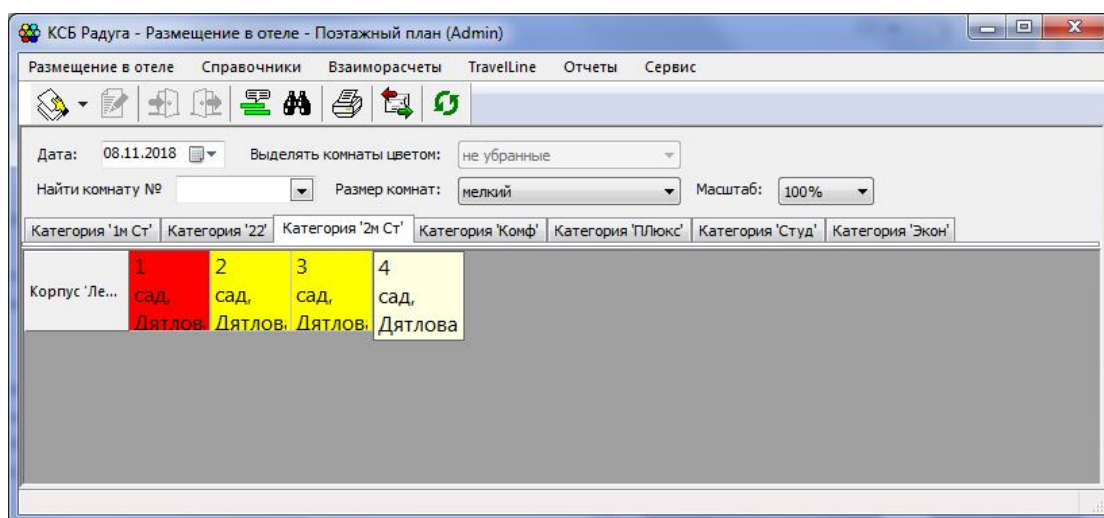 КСБ Радуга - Размещение в отеле - Поэтажный план (Admin)
Размещение в отеле Справочники Взаиморасчеты TravelLine Отчеты Сервис
Дата: 08.11.2018 Выделять комнаты цветом: не убранные
Найти комнату № Размер комнат: мелкий Масштаб: 100%
Категория '1м Ст' Категория '22' Категория '2м Ст' Категория 'Комф' Категория 'ПЛюкс' Категория 'Студ' Категория 'Экон'
1 2 3 4
Корпус 'Ле... сад, сад, сад, сад,
Дятлов Дятлов Дятлов Дятлова